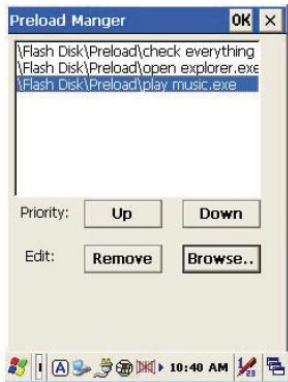 Preload Manger OK ×
\Flash Disk\Preload\check everything
\Flash Disk\Preload\open explorer.exe
\Flash Disk\Preload\play music.exe
Priority: Up Down
Edit: Remove Browse..
A 10:40 AM